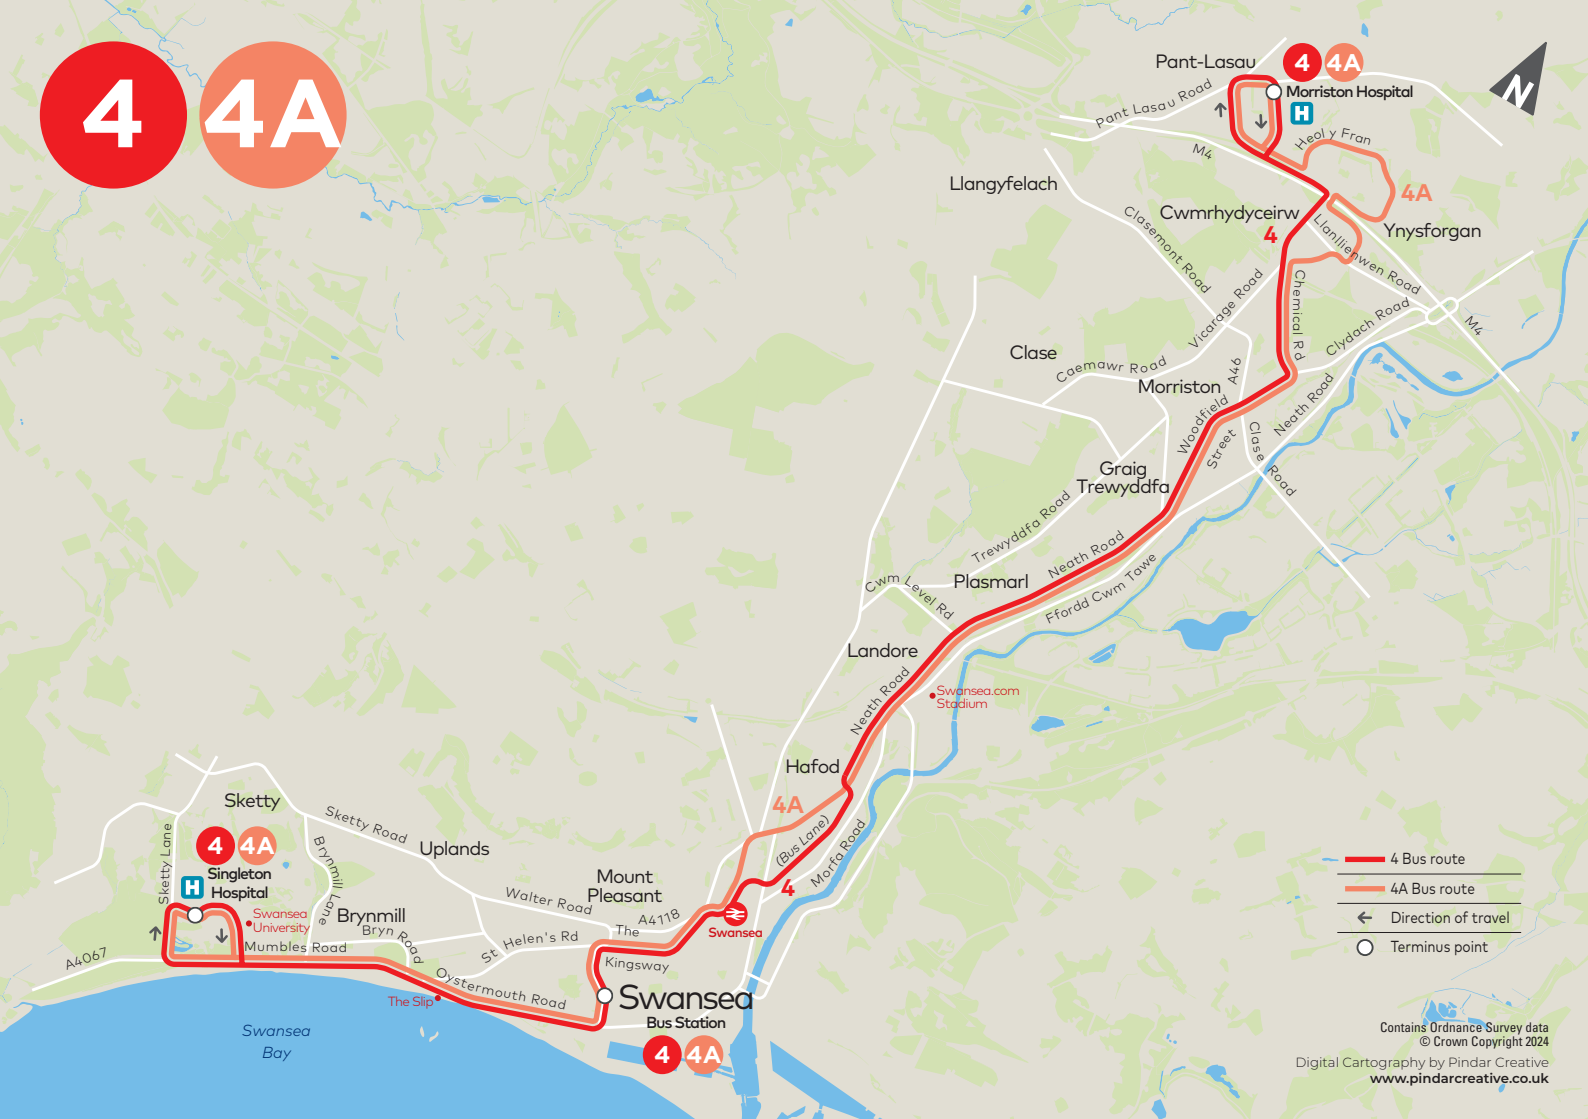 4
4A
Pant-Lasau
4
4A
Morriston Hospital
H
N
Pant Lasau Road
Heol y Fran
M4
4A
Llangyfelach
Cwmrhydyceirw
4
Ynysforgan
Clasemont Road
Llanllienwen Road
Vicarage Road
Chemical Rd
Clydach Road
M4
Clase
Caemawr Road
Morriston
A46
Woodfield
Street
Neath Road
Clase Road
Graig
Trewyddfa
Trewyddfa Road
Neath Road
Plasmarl
Cwm Level Rd
Ffordd Cwm Tawe
Landore
Neath Road
Swansea.com
Stadium
Hafod
4A
(Bus Lane)
Morfa Road
4
Sketty
Sketty Road
Uplands
Sketty Lane
4
4A
Brynmill Lane
H
Singleton
Hospital
Mount
Pleasant
Walter Road
A4118
Swansea
University
Brynmill
Bryn Road
The
Kingsway
Swansea
St Helen's Rd
Mumbles Road
A4067
Oystermouth Road
The Slip
Swansea
Bus Station
4
4A
Swansea
Bay
4 Bus route
4A Bus route
Direction of travel
Terminus point
Contains Ordnance Survey data
© Crown Copyright 2024
Digital Cartography by Pindar Creative
www.pindarcreative.co.uk